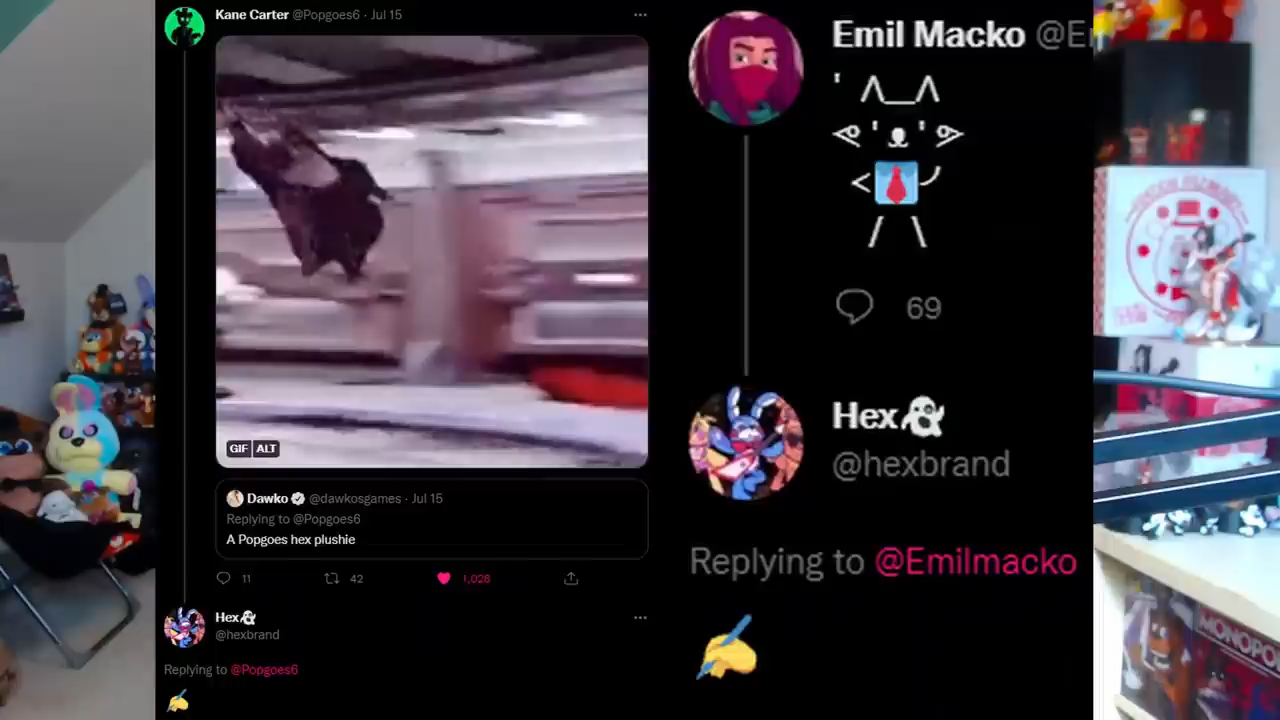 Kane Carter @Popgoes6 · Jul 15
GIF ALT
Dawko @dawkosgames · Jul 15
Replying to @Popgoes6
A Popgoes hex plushie
11 42 1,026
Hex👻
@hexbrand
Replying to @Popgoes6
✍️
Emil Macko
69
Hex👻
@hexbrand
Replying to @Emilmacko
✍️
MONOPO